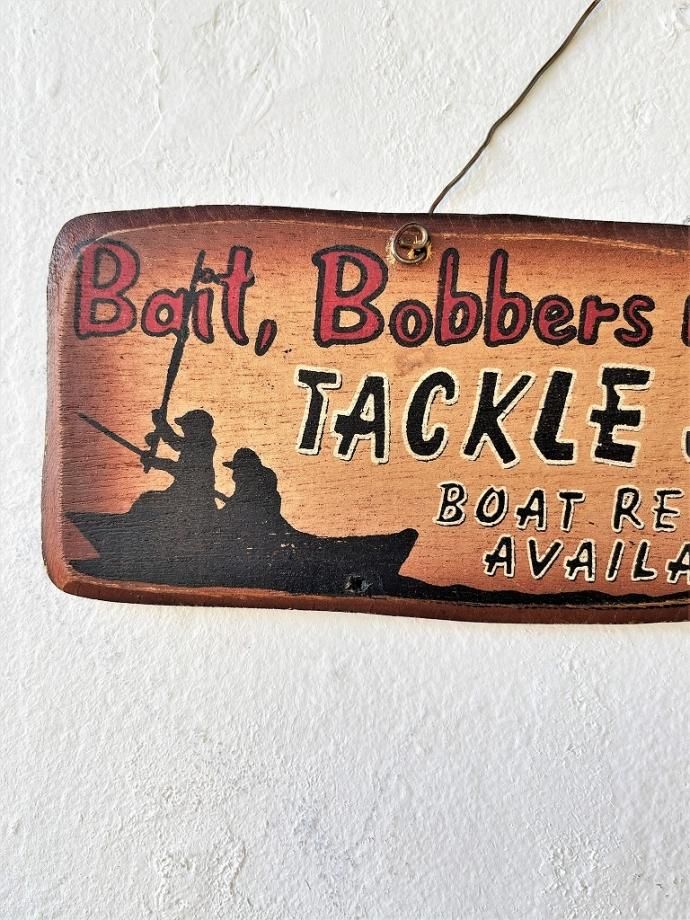 Bait, Bobbers
TACKLE
BOAT RE
AVAILA